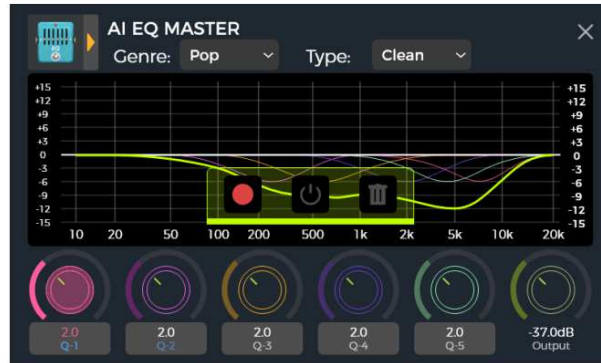 AI EQ MASTER
Genre: Pop Type: Clean
EQ
+15 +15
+12 +12
+9 +9
+6 +6
+3 +3
0 0
-3 -3
-6 -6
-9 -9
-12 -12
-15 -15
10 20 50 100 200 500 1k 2k 5k 10k 20k
2.0 2.0 2.0 2.0 2.0 -37.0dB
Q-1 Q-2 Q-3 Q-4 Q-5 Output